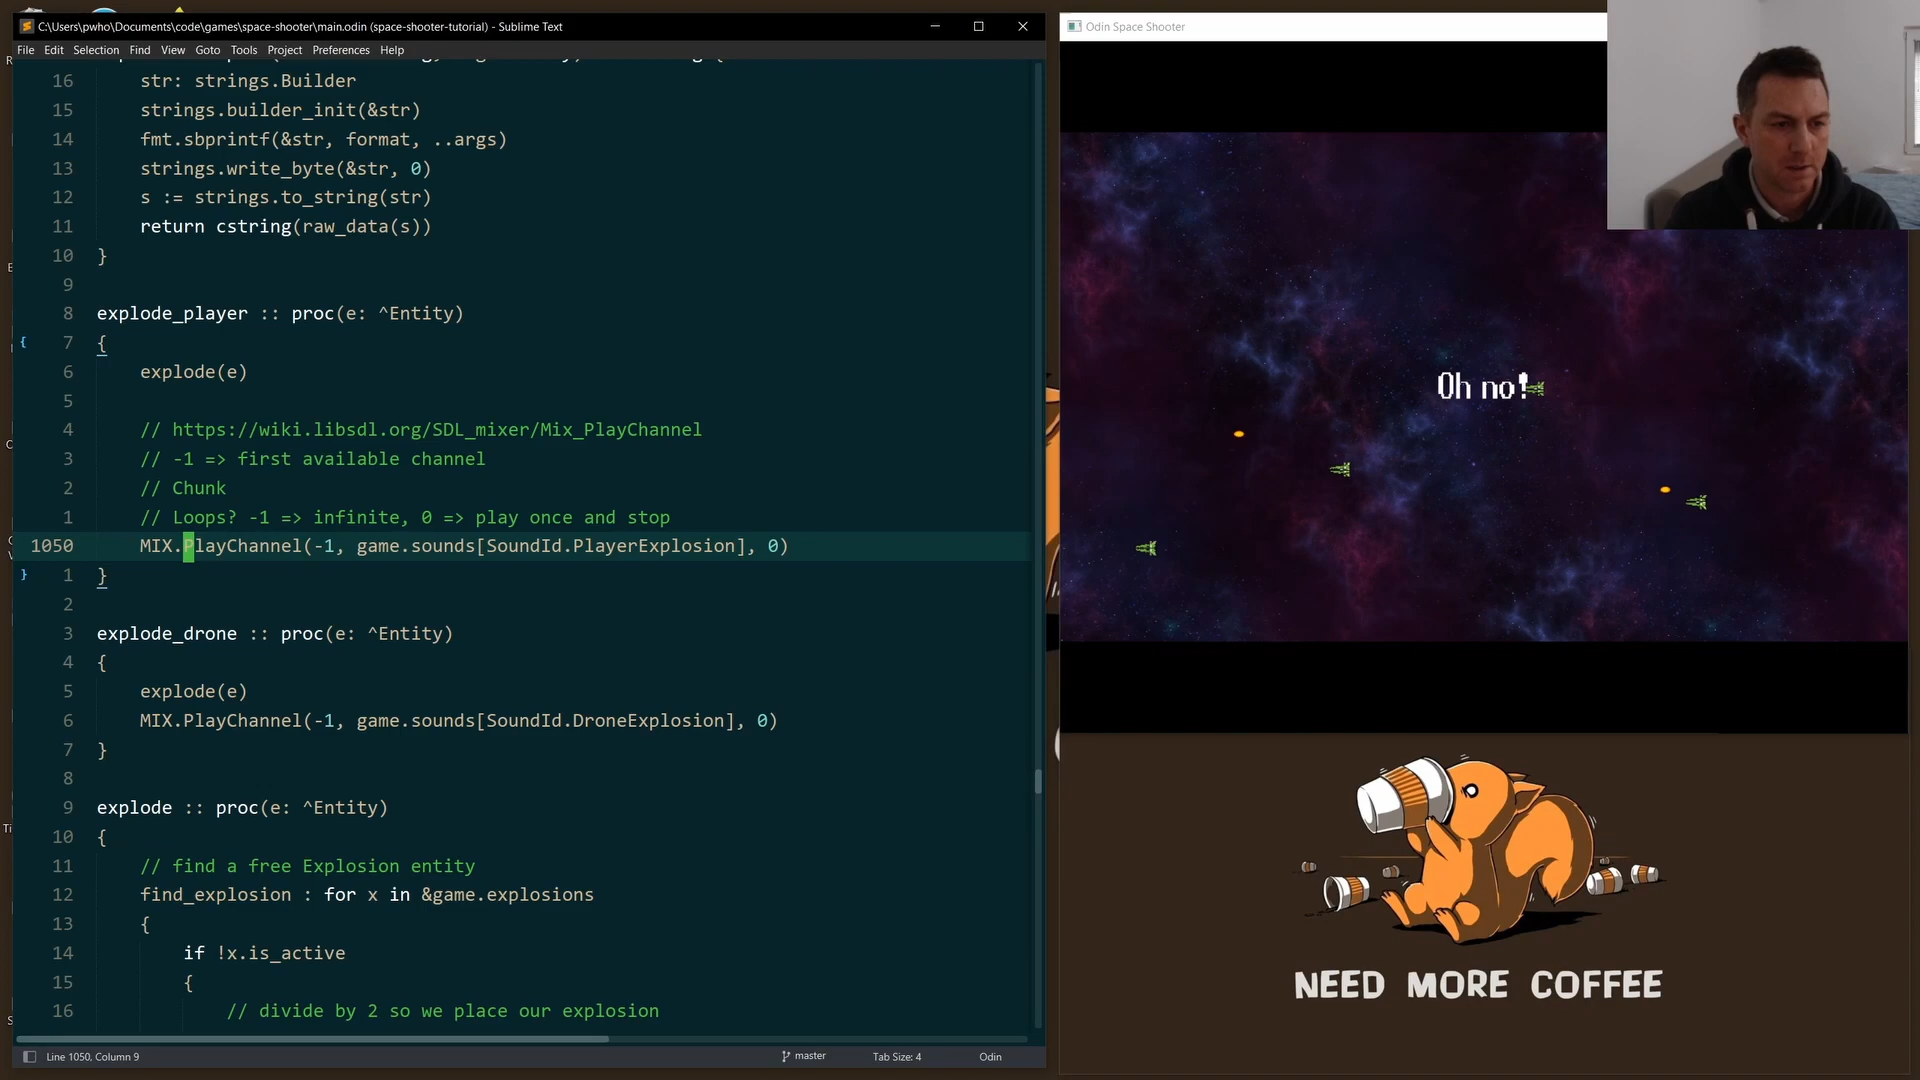 C:\Users\pwho\Documents\code\games\space-shooter\main.odin (space-shooter-tutorial) - Sublime Text
File Edit Selection Find View Goto Tools Project Preferences Help
16 str: strings.Builder
15 strings.builder_init(&str)
14 fmt.sbprintf(&str, format, ..args)
13 strings.write_byte(&str, 0)
12 s := strings.to_string(str)
11 return cstring(raw_data(s))
10 }
9
8 explode_player :: proc(e: ^Entity)
7 {
6 explode(e)
5
4 // https://wiki.libsdl.org/SDL_mixer/Mix_PlayChannel
3 // -1 => first available channel
2 // Chunk
1 // Loops? -1 => infinite, 0 => play once and stop
1050 MIX.PlayChannel(-1, game.sounds[SoundId.PlayerExplosion], 0)
1 }
2
3 explode_drone :: proc(e: ^Entity)
4 {
5 explode(e)
6 MIX.PlayChannel(-1, game.sounds[SoundId.DroneExplosion], 0)
7 }
8
9 explode :: proc(e: ^Entity)
10 {
11 // find a free Explosion entity
12 find_explosion : for x in &game.explosions
13 {
14 if !x.is_active
15 {
16 // divide by 2 so we place our explosion
Line 1050, Column 9
master
Tab Size: 4
Odin
Odin Space Shooter
Oh no!
NEED MORE COFFEE